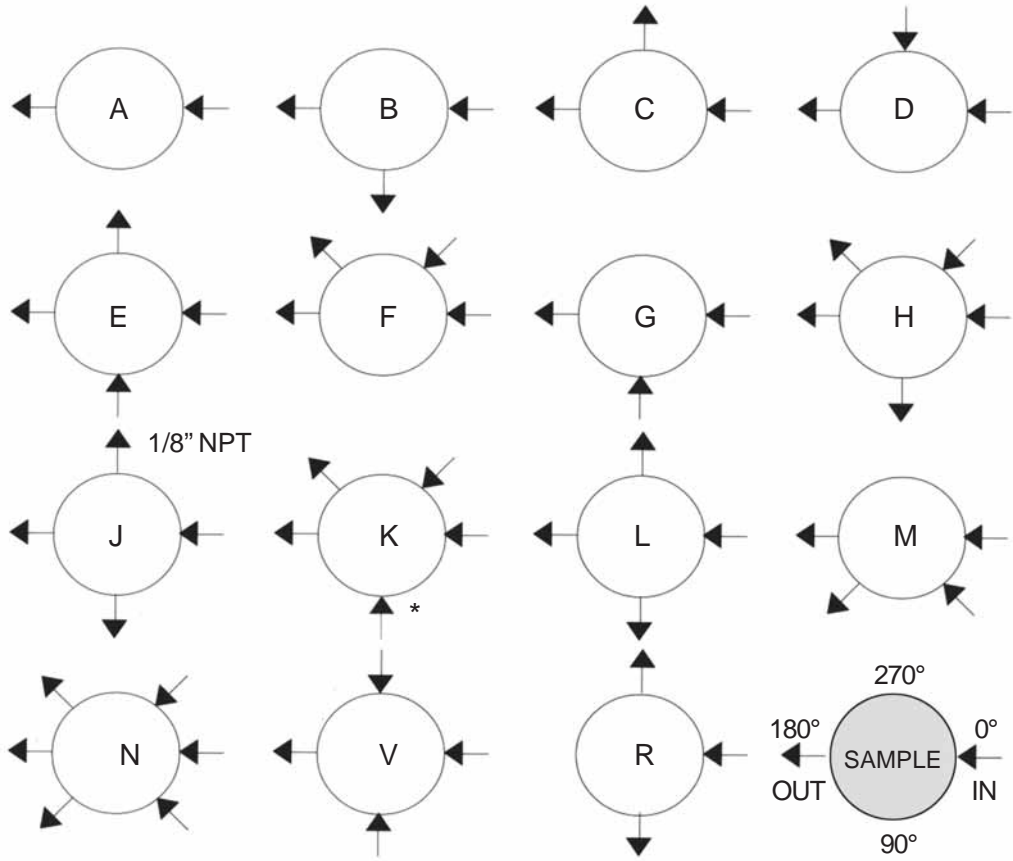 A B C D
E F G H
1/8” NPT
J K L M
*
270°
180° 0°
N V R SAMPLE
OUT IN
90°